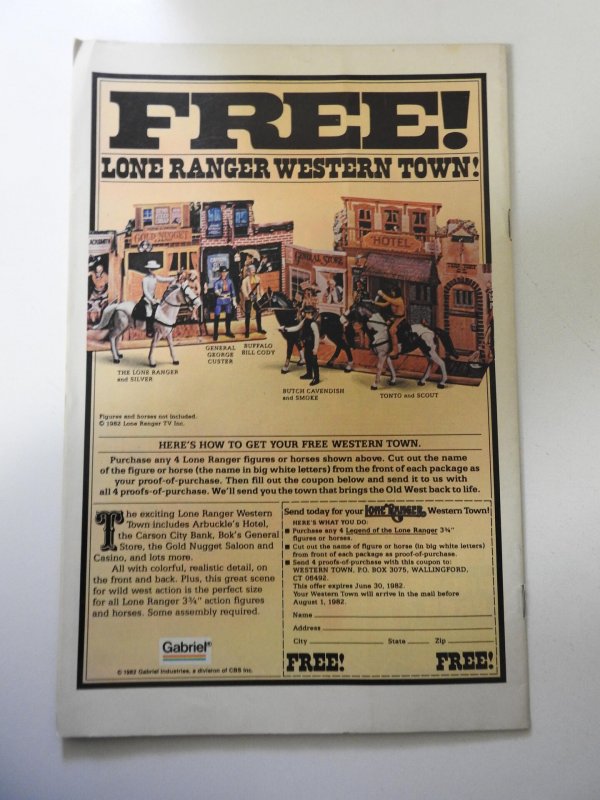 FREE!
LONE RANGER WESTERN TOWN!
GOLD NUGGET
HOTEL
GENERAL STORE
THE LONE RANGER
and SILVER
GENERAL
GEORGE
CUSTER
BUFFALO
BILL CODY
BUTCH CAVENDISH
and SMOKE
TONTO and SCOUT
Figures and horses not included.
© 1982 Lone Ranger TV Inc.
HERE'S HOW TO GET YOUR FREE WESTERN TOWN.
Purchase any 4 Lone Ranger figures or horses shown above. Cut out the name
of the figure or horse (the name in big white letters) from the front of each package as
your proof-of-purchase. Then fill out the coupon below and send it to us with
all 4 proofs-of-purchase. We'll send you the town that brings the Old West back to life.
The exciting Lone Ranger Western
Town includes Arbuckle's Hotel,
the Carson City Bank, Bok's General
Store, the Gold Nugget Saloon and
Casino, and lots more.
All with colorful, realistic detail, on
the front and back. Plus, this great scene
for wild west action is the perfect size
for all Lone Ranger 3¾" action figures
and horses. Some assembly required.
Gabriel®
© 1982 Gabriel Industries, a division of CBS Inc.
Send today for your LONE RANGER Western Town!
HERE'S WHAT YOU DO:
■ Purchase any 4 Legend of the Lone Ranger 3¾"
figures or horses.
■ Cut out the name of figure or horse (in big white letters)
from front of each package as proof-of-purchase.
■ Send 4 proofs-of-purchase with this coupon to:
WESTERN TOWN, P.O. BOX 3075, WALLINGFORD,
CT 06492.
This offer expires June 30, 1982.
Your Western Town will arrive in the mail before
August 1, 1982.
Name
Address
City State Zip
FREE! FREE!